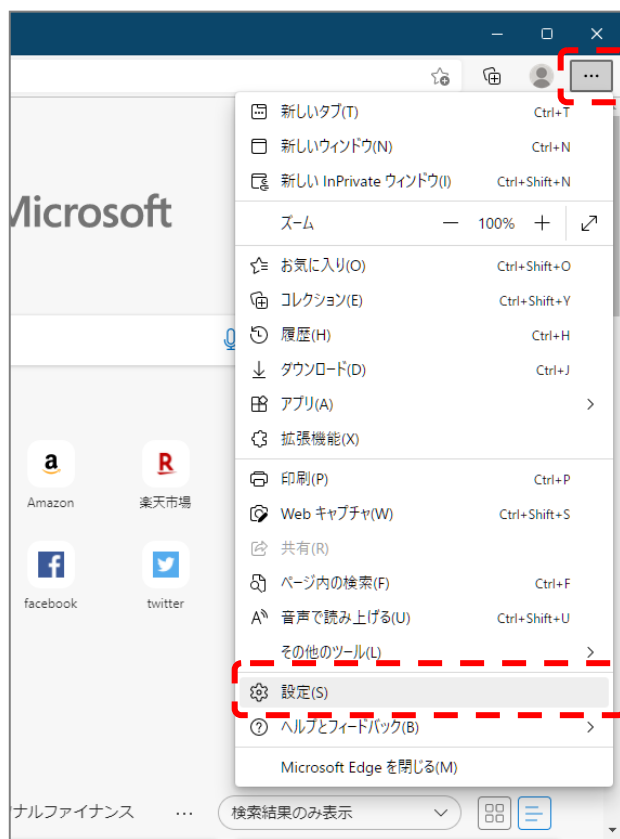 新しいタブ(T) Ctrl+T
新しいウィンドウ(N) Ctrl+N
新しい InPrivate ウィンドウ(I) Ctrl+Shift+N
Microsoft
ズーム 100%
お気に入り(O) Ctrl+Shift+O
コレクション(E) Ctrl+Shift+Y
履歴(H) Ctrl+H
ダウンロード(D) Ctrl+J
アプリ(A)
拡張機能(X)
印刷(P) Ctrl+P
Amazon
楽天市場
Web キャプチャ(W) Ctrl+Shift+S
共有(R)
ページ内の検索(F) Ctrl+F
facebook
twitter
音声で読み上げる(U) Ctrl+Shift+U
その他のツール(L)
設定(S)
ヘルプとフィードバック(B)
Microsoft Edge を閉じる(M)
ナルファイナンス … 検索結果のみ表示